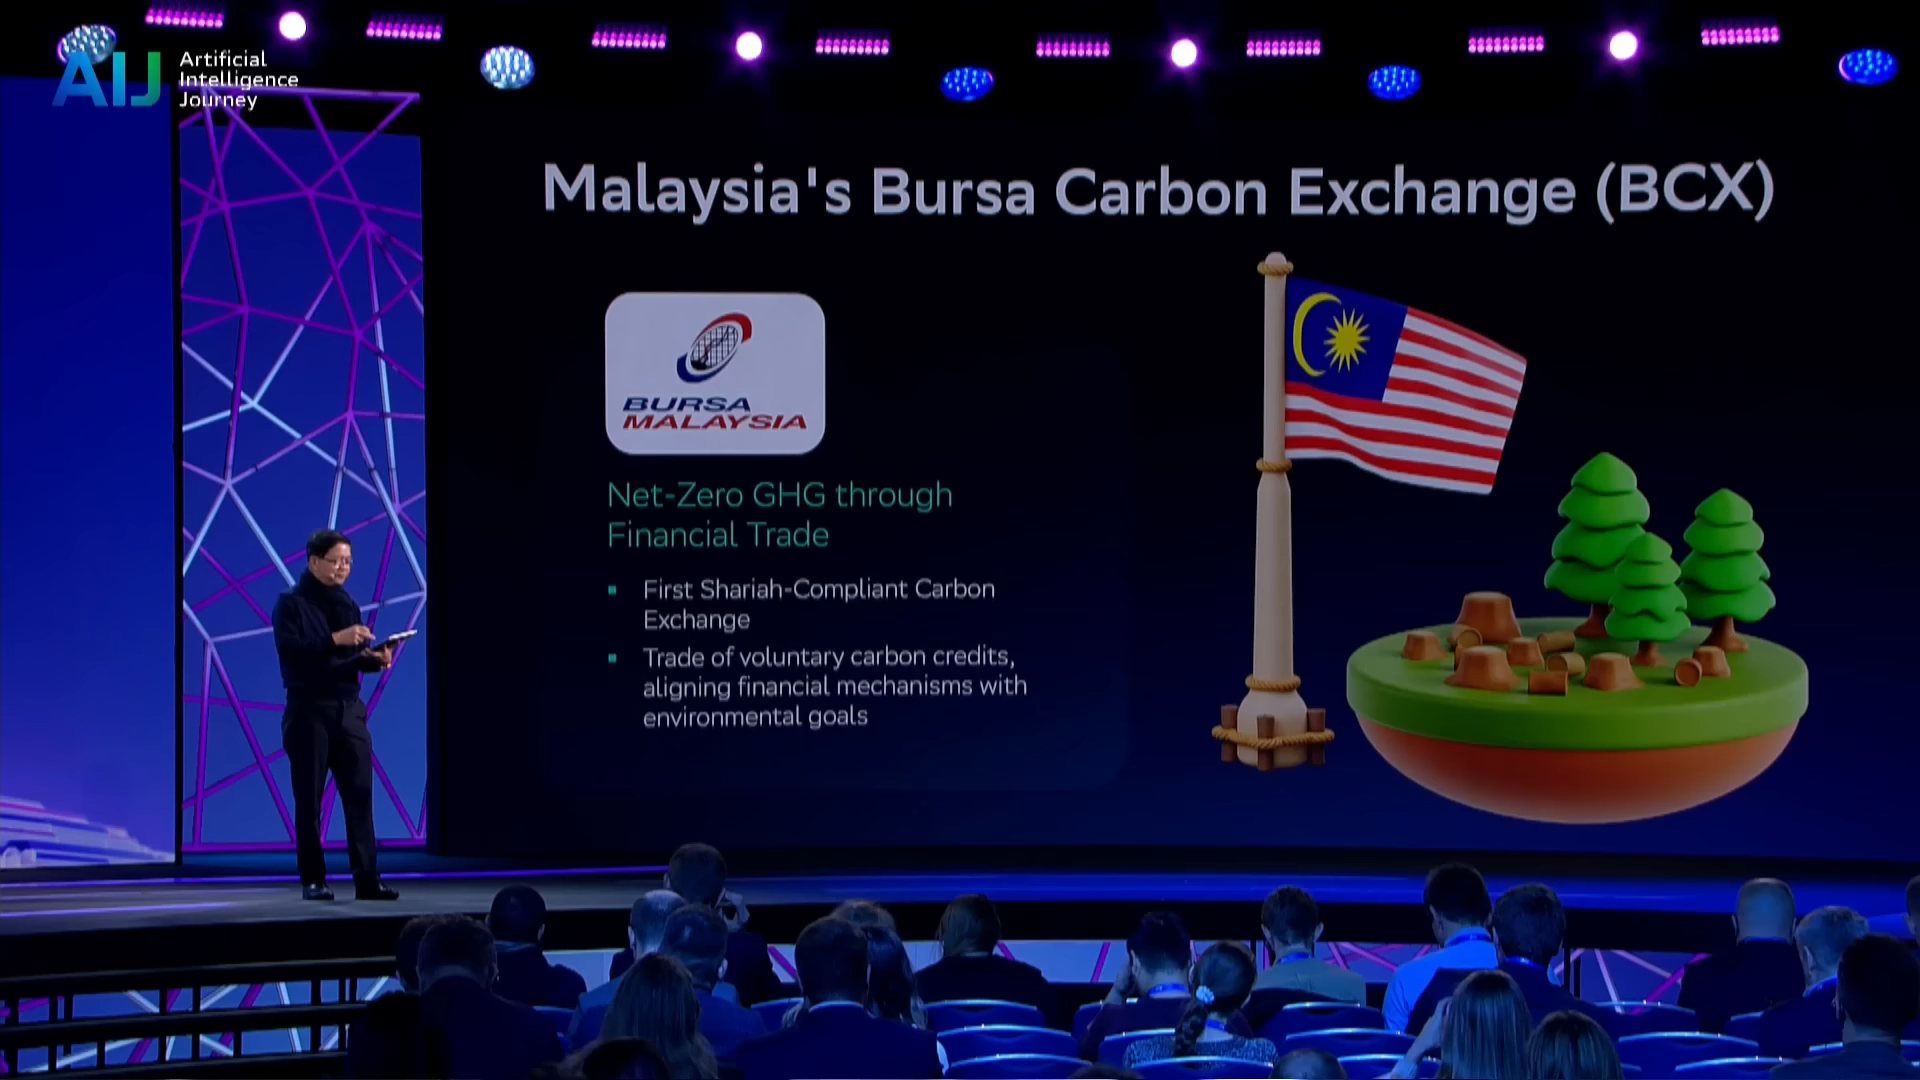 AIJ
Artificial
Intelligence
Journey
Malaysia's Bursa Carbon Exchange (BCX)
BURSA
MALAYSIA
Net-Zero GHG through
Financial Trade
First Shariah-Compliant Carbon
Exchange
Trade of voluntary carbon credits,
aligning financial mechanisms with
environmental goals